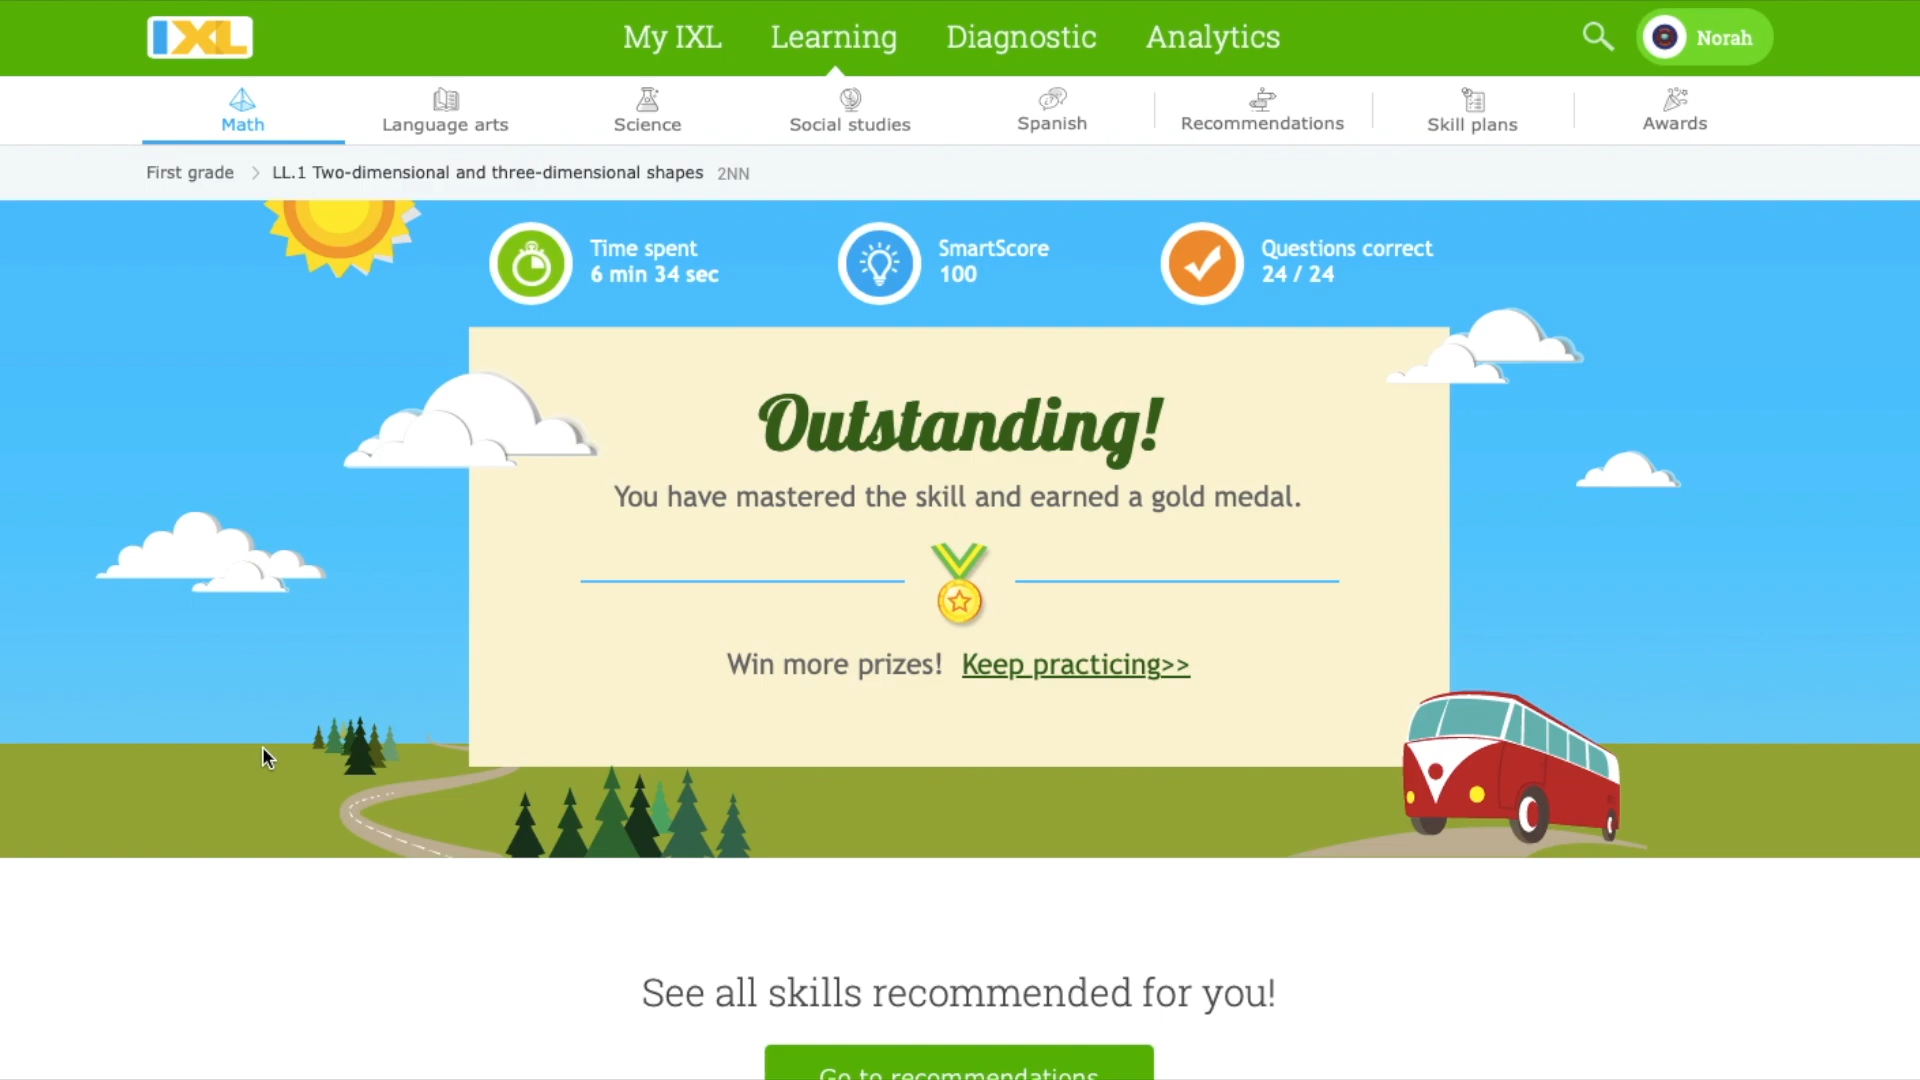 IXL
My IXL
Learning
Diagnostic
Analytics
Norah
Math
Language arts
Science
Social studies
Spanish
Recommendations
Skill plans
Awards
First grade > LL.1 Two-dimensional and three-dimensional shapes 2NN
Time spent
6 min 34 sec
SmartScore
100
Questions correct
24 / 24
Outstanding!
You have mastered the skill and earned a gold medal.
Win more prizes! Keep practicing>>
See all skills recommended for you!
Go to recommendations